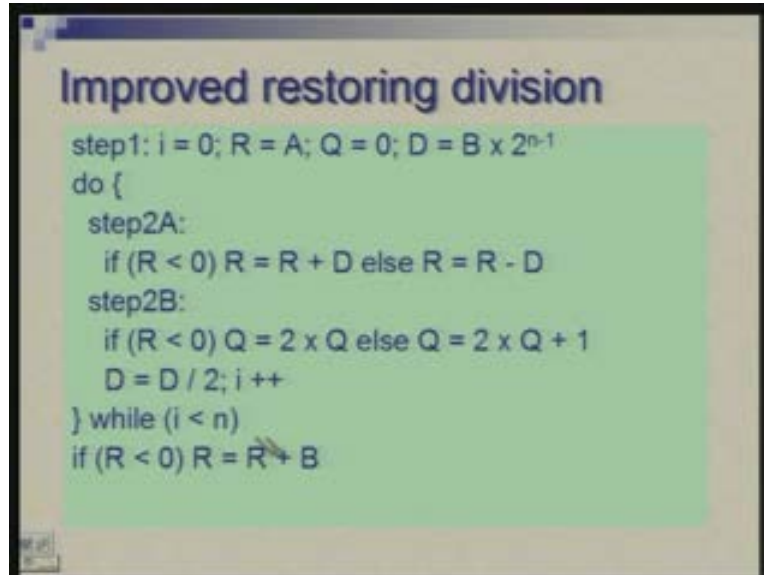 Improved restoring division
step1: i = 0; R = A; Q = 0; D = B x 2ⁿ⁻¹
do {
step2A:
if (R < 0) R = R + D else R = R - D
step2B:
if (R < 0) Q = 2 x Q else Q = 2 x Q + 1
D = D / 2; i ++
} while (i < n)
if (R < 0) R = R + B